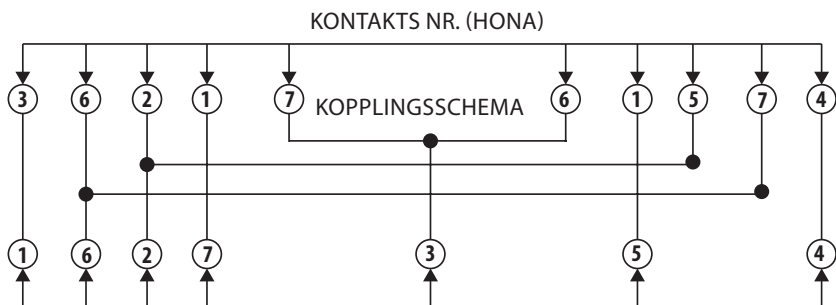 KONTAKTS NR. (HONA)
3 6 2 1 7 6 1 5 7 4
KOPPLINGSSCHEMA
1 6 2 7 3 5 4